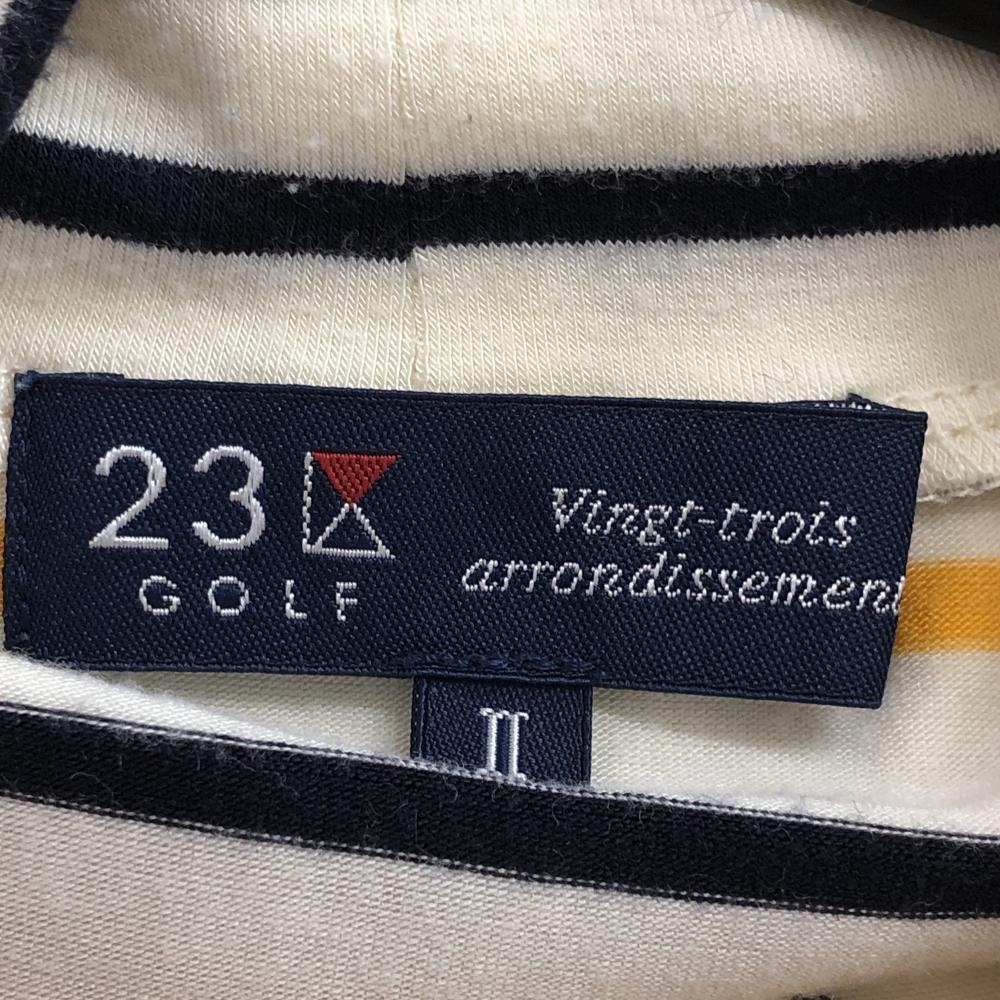 23
GOLF
Vingt-trois
arrondissement
II